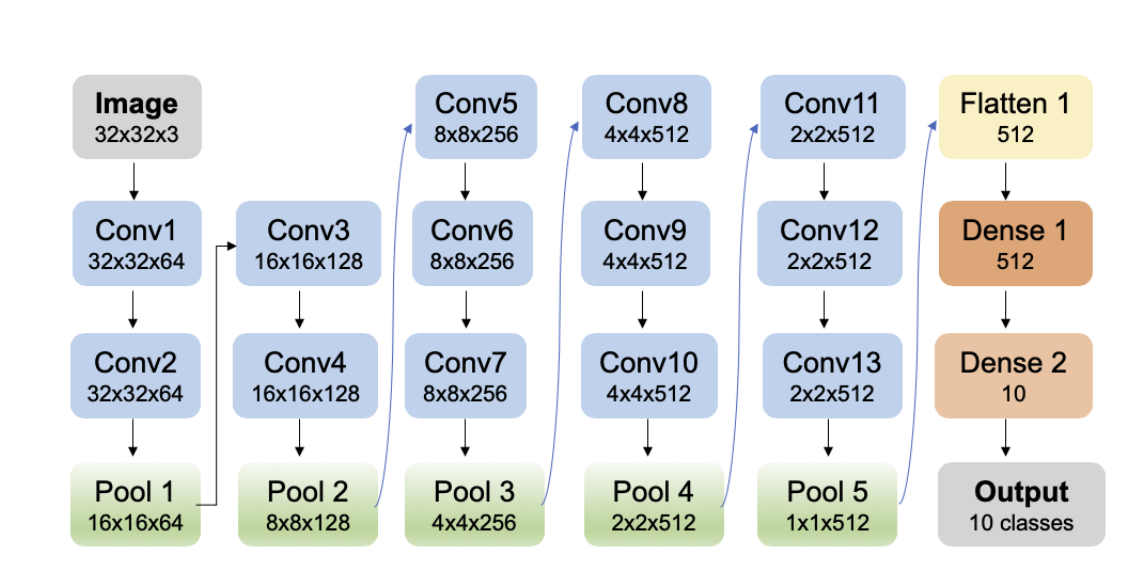 Image
32x32x3
Conv1
32x32x64
Conv2
32x32x64
Pool 1
16x16x64
Conv3
16x16x128
Conv4
16x16x128
Pool 2
8x8x128
Conv5
8x8x256
Conv6
8x8x256
Conv7
8x8x256
Pool 3
4x4x256
Conv8
4x4x512
Conv9
4x4x512
Conv10
4x4x512
Pool 4
2x2x512
Conv11
2x2x512
Conv12
2x2x512
Conv13
2x2x512
Pool 5
1x1x512
Flatten 1
512
Dense 1
512
Dense 2
10
Output
10 classes